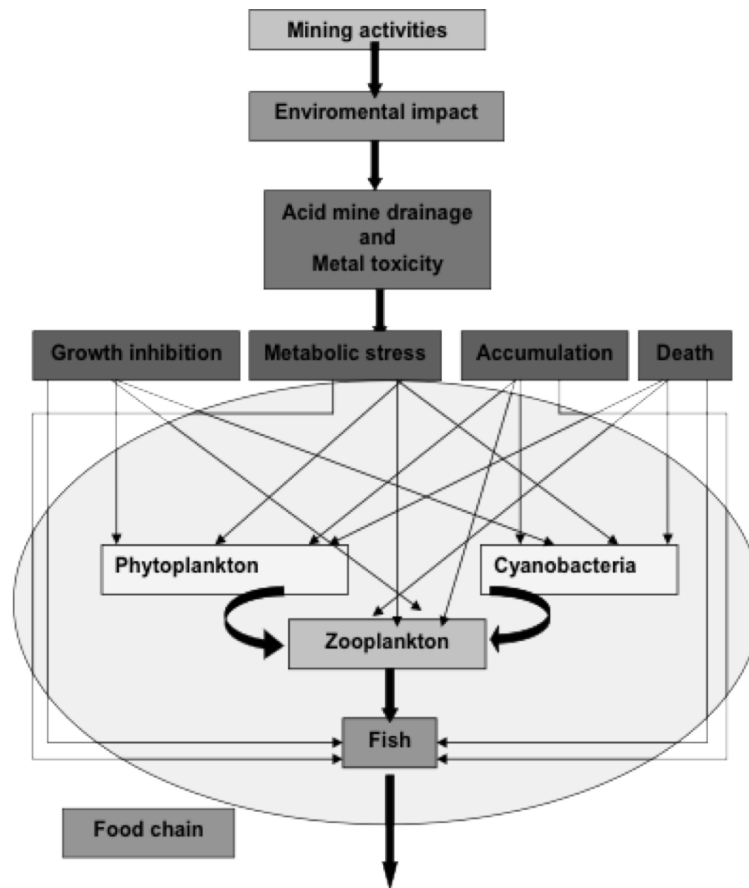 Mining activities
Enviromental impact
Acid mine drainage
and
Metal toxicity
Growth inhibition
Metabolic stress
Accumulation
Death
Phytoplankton
Cyanobacteria
Zooplankton
Fish
Food chain